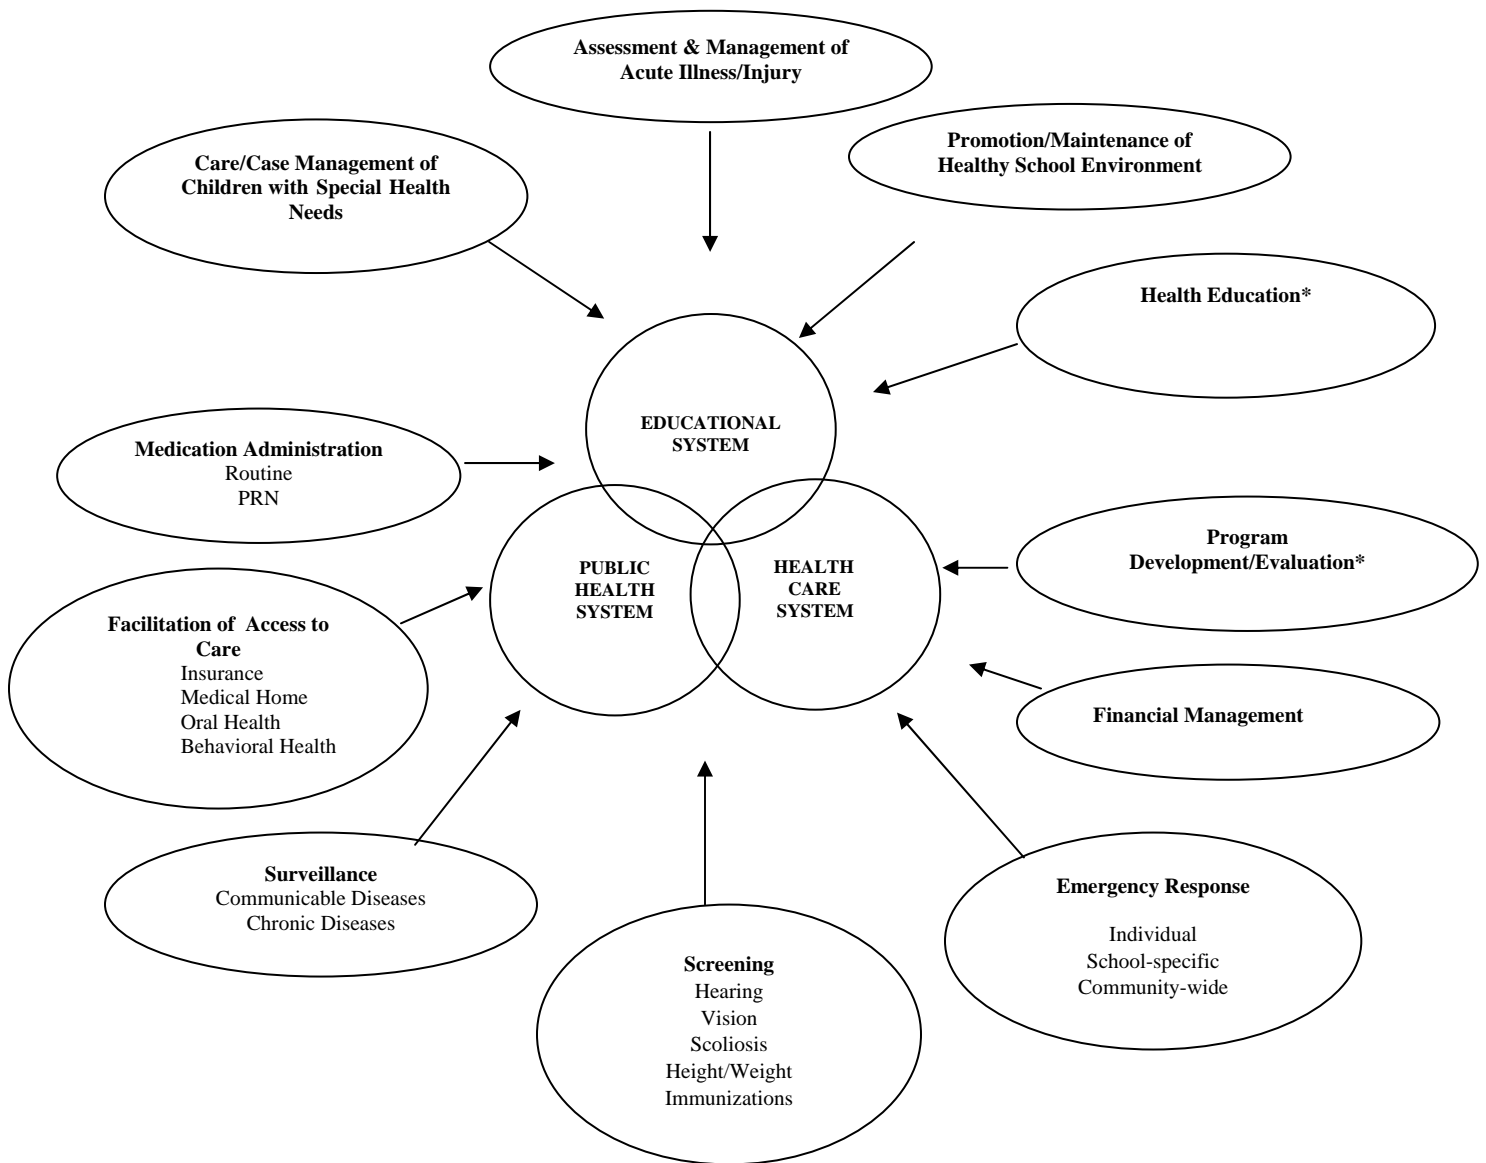 Assessment & Management of
Acute Illness/Injury
Promotion/Maintenance of
Healthy School Environment
Care/Case Management of
Children with Special Health
Needs
Health Education*
EDUCATIONAL
SYSTEM
Medication Administration
Routine
PRN
Program
Development/Evaluation*
PUBLIC
HEALTH
SYSTEM
HEALTH
CARE
SYSTEM
Facilitation of Access to
Care
Insurance
Medical Home
Oral Health
Behavioral Health
Financial Management
Surveillance
Communicable Diseases
Chronic Diseases
Emergency Response
Individual
School-specific
Community-wide
Screening
Hearing
Vision
Scoliosis
Height/Weight
Immunizations